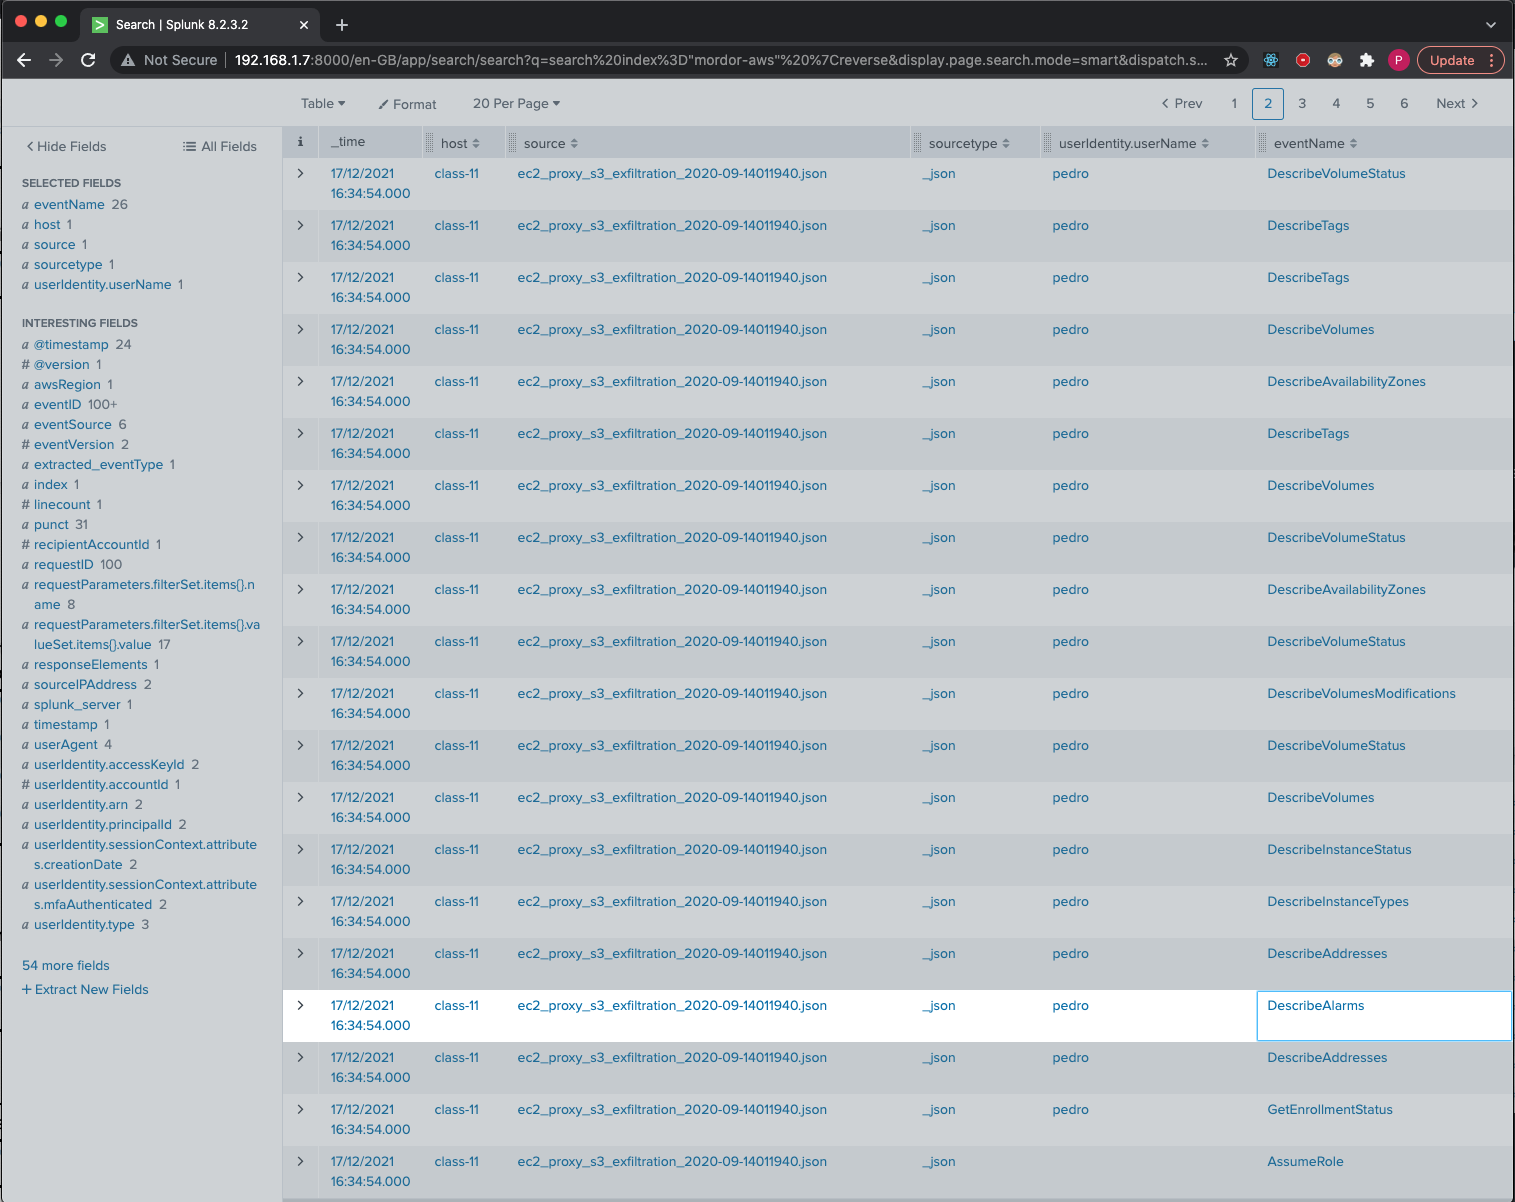 Search | Splunk 8.2.3.2
Not Secure | 192.168.1.7:8000/en-GB/app/search/search?q=search%20index%3D"mordor-aws"%20%7Creverse&display.page.search.mode=smart&dispatch.s...
P
Update
Table
Format
20 Per Page
Prev 1 2 3 4 5 6 Next
Hide Fields
All Fields
SELECTED FIELDS
a eventName 26
a host 1
a source 1
a sourcetype 1
a userIdentity.userName 1
INTERESTING FIELDS
a @timestamp 24
# @version 1
a awsRegion 1
a eventID 100+
a eventSource 6
# eventVersion 2
a extracted_eventType 1
a index 1
# linecount 1
a punct 31
# recipientAccountId 1
a requestID 100
a requestParameters.filterSet.items{}.n
ame 8
a requestParameters.filterSet.items{}.va
lueSet.items{}.value 17
a responseElements 1
a sourceIPAddress 2
a splunk_server 1
a timestamp 1
a userAgent 4
a userIdentity.accessKeyId 2
# userIdentity.accountId 1
a userIdentity.arn 2
a userIdentity.principalId 2
a userIdentity.sessionContext.attribute
s.creationDate 2
a userIdentity.sessionContext.attribute
s.mfaAuthenticated 2
a userIdentity.type 3
54 more fields
+ Extract New Fields
i _time host source sourcetype userIdentity.userName eventName
17/12/2021 class-11 ec2_proxy_s3_exfiltration_2020-09-14011940.json _json pedro DescribeVolumeStatus
16:34:54.000
17/12/2021 class-11 ec2_proxy_s3_exfiltration_2020-09-14011940.json _json pedro DescribeTags
16:34:54.000
17/12/2021 class-11 ec2_proxy_s3_exfiltration_2020-09-14011940.json _json pedro DescribeTags
16:34:54.000
17/12/2021 class-11 ec2_proxy_s3_exfiltration_2020-09-14011940.json _json pedro DescribeVolumes
16:34:54.000
17/12/2021 class-11 ec2_proxy_s3_exfiltration_2020-09-14011940.json _json pedro DescribeAvailabilityZones
16:34:54.000
17/12/2021 class-11 ec2_proxy_s3_exfiltration_2020-09-14011940.json _json pedro DescribeTags
16:34:54.000
17/12/2021 class-11 ec2_proxy_s3_exfiltration_2020-09-14011940.json _json pedro DescribeVolumes
16:34:54.000
17/12/2021 class-11 ec2_proxy_s3_exfiltration_2020-09-14011940.json _json pedro DescribeVolumeStatus
16:34:54.000
17/12/2021 class-11 ec2_proxy_s3_exfiltration_2020-09-14011940.json _json pedro DescribeAvailabilityZones
16:34:54.000
17/12/2021 class-11 ec2_proxy_s3_exfiltration_2020-09-14011940.json _json pedro DescribeVolumeStatus
16:34:54.000
17/12/2021 class-11 ec2_proxy_s3_exfiltration_2020-09-14011940.json _json pedro DescribeVolumesModifications
16:34:54.000
17/12/2021 class-11 ec2_proxy_s3_exfiltration_2020-09-14011940.json _json pedro DescribeVolumeStatus
16:34:54.000
17/12/2021 class-11 ec2_proxy_s3_exfiltration_2020-09-14011940.json _json pedro DescribeVolumes
16:34:54.000
17/12/2021 class-11 ec2_proxy_s3_exfiltration_2020-09-14011940.json _json pedro DescribeInstanceStatus
16:34:54.000
17/12/2021 class-11 ec2_proxy_s3_exfiltration_2020-09-14011940.json _json pedro DescribeInstanceTypes
16:34:54.000
17/12/2021 class-11 ec2_proxy_s3_exfiltration_2020-09-14011940.json _json pedro DescribeAddresses
16:34:54.000
17/12/2021 class-11 ec2_proxy_s3_exfiltration_2020-09-14011940.json _json pedro DescribeAlarms
16:34:54.000
17/12/2021 class-11 ec2_proxy_s3_exfiltration_2020-09-14011940.json _json pedro DescribeAddresses
16:34:54.000
17/12/2021 class-11 ec2_proxy_s3_exfiltration_2020-09-14011940.json _json pedro GetEnrollmentStatus
16:34:54.000
17/12/2021 class-11 ec2_proxy_s3_exfiltration_2020-09-14011940.json _json AssumeRole
16:34:54.000